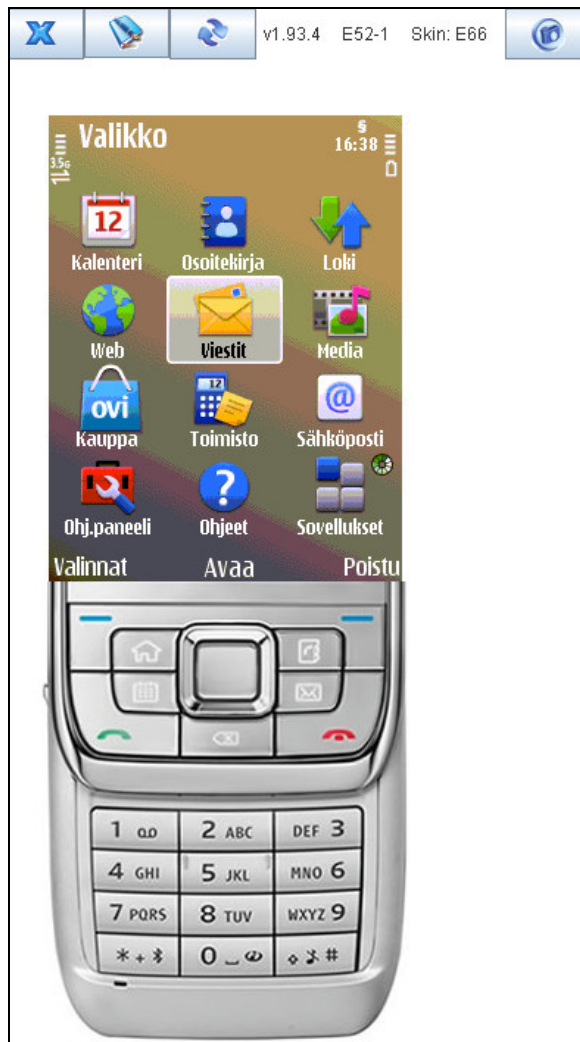 v1.93.4 E52-1 Skin: E66
Valikko
§
16:38
3.5G
12
Kalenteri Osoitekirja Loki
Web Viestit Media
ovi 12 @
Kauppa Toimisto Sähköposti
?
Ohj.paneeli Ohjeet Sovellukset
Valinnat Avaa Poistu
1 2 ABC DEF 3
4 GHI 5 JKL MNO 6
7 PQRS 8 TUV WXYZ 9
* + 0 #